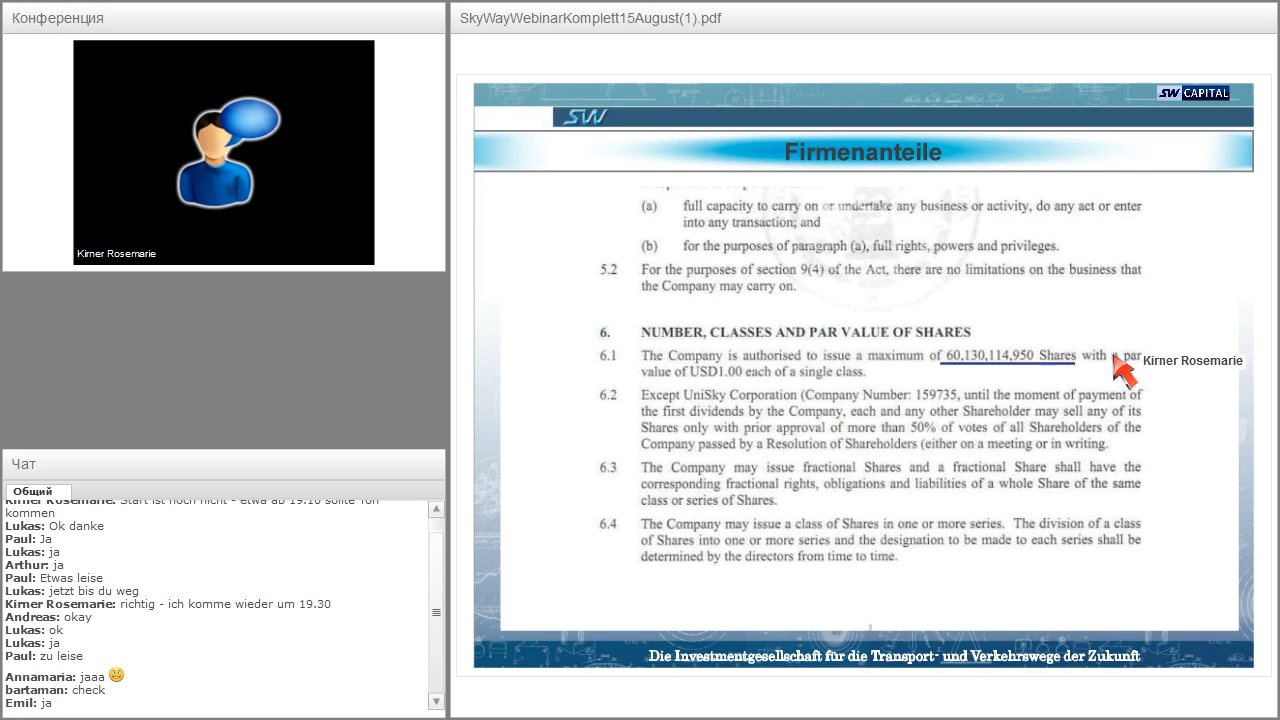 Конференция
Kirner Rosemarie
Чат
Общий
Kirner Rosemarie: Start ist noch nicht - etwa ab 19.10 sollte Ton
kommen
Lukas: Ok danke
Paul: Ja
Lukas: ja
Arthur: ja
Paul: Etwas leise
Lukas: jetzt bis du weg
Kirner Rosemarie: richtig - ich komme wieder um 19.30
Andreas: okay
Lukas: ok
Lukas: ja
Paul: zu leise
Annamaria: jaaa
bartaman: check
Emil: ja
SkyWayWebinarKomplett15August(1).pdf
SW CAPITAL
SW
Firmenanteile
(a) full capacity to carry on or undertake any business or activity, do any act or enter
into any transaction; and
(b) for the purposes of paragraph (a), full rights, powers and privileges.
5.2 For the purposes of section 9(4) of the Act, there are no limitations on the business that
the Company may carry on.
6. NUMBER, CLASSES AND PAR VALUE OF SHARES
6.1 The Company is authorised to issue a maximum of 60,130,114,950 Shares with a par
value of USD1.00 each of a single class.
Kirner Rosemarie
6.2 Except UniSky Corporation (Company Number: 159735, until the moment of payment of
the first dividends by the Company, each and any other Shareholder may sell any of its
Shares only with prior approval of more than 50% of votes of all Shareholders of the
Company passed by a Resolution of Shareholders (either on a meeting or in writing.
6.3 The Company may issue fractional Shares and a fractional Share shall have the
corresponding fractional rights, obligations and liabilities of a whole Share of the same
class or series of Shares.
6.4 The Company may issue a class of Shares in one or more series. The division of a class
of Shares into one or more series and the designation to be made to each series shall be
determined by the directors from time to time.
Die Investmentgesellschaft für die Transport- und Verkehrswege der Zukunft